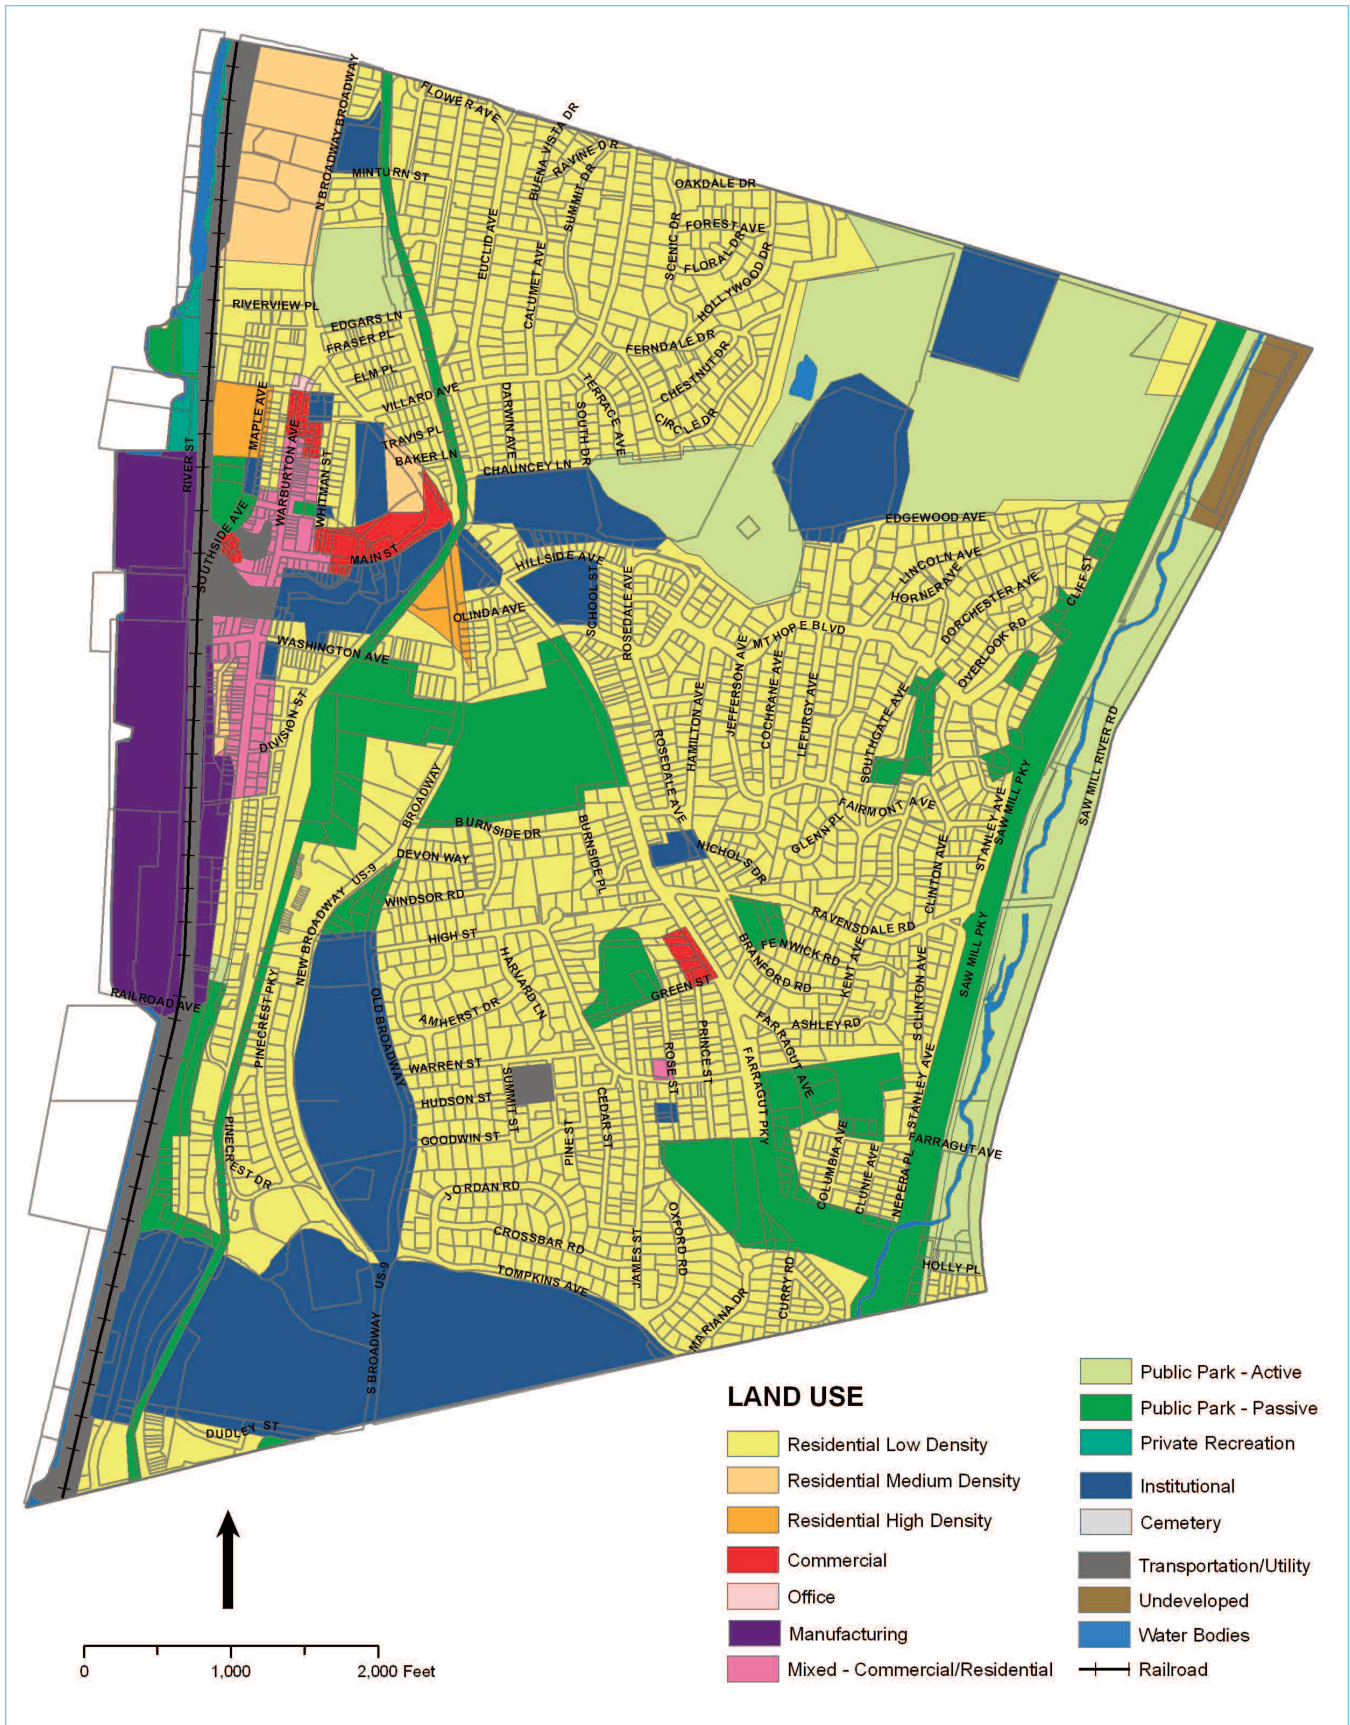 FLOWER AVE
N BROADWAY
BROADWAY
BUENA VISTA DR
RAVINE DR
SUMMIT DR
MINTURN ST
OAKDALE DR
EUCLID AVE
CALUMET AVE
SCENIC DR
FOREST AVE
FLORAL DR
HOLLYWOOD DR
RIVERVIEW PL
EDGARS LN
FRASER PL
FERNDALE DR
CHESTNUT DR
ELM PL
VILLARD AVE
TERRACE AVE
CIRCLE DR
MAPLE AVE
DARWIN AVE
SOUTH DR
WARBURTON AVE
TRAVIS PL
BAKER LN
CHAUNCEY LN
RIVER ST
WHITMAN ST
SOUTHSIDE AVE
MAIN ST
EDGEWOOD AVE
HILLSIDE AVE
LINCOLN AVE
HORNER AVE
CLIFF ST
SCHOOL ST
ROSEDALE AVE
OLINDA AVE
DORCHESTER AVE
OVERLOOK RD
MT HOPE BLVD
WASHINGTON AVE
JEFFERSON AVE
COCHRANE AVE
LEFURGY AVE
HAMILTON AVE
SOUTHGATE AVE
DIVISION ST
ROSEDALE AVE
SAW MILL RIVER RD
BROADWAY
BURNSIDE DR
BURNSIDE PL
FAIRMONT AVE
GLENN PL
STANLEY AVE
SAW MILL PKY
DEVON WAY
US-9
NICHOLS DR
CLINTON AVE
WINDSOR RD
NEW BROADWAY
RAVENSDALE RD
HIGH ST
FENWICK RD
BRANFORD RD
KENT AVE
SAW MILL PKY
HARVARD LN
GREEN ST
RAILROAD AVE
PINECREST PKY
OLD BROADWAY
AMHERST DR
S CLINTON AVE
ASHLEY RD
FARRAGUT AVE
PRINCE ST
WARREN ST
SUMMIT ST
ROSE ST
FARRAGUT PKY
STANLEY AVE
HUDSON ST
CEDAR ST
PINECREST DR
GOODWIN ST
PINE ST
COLUMBIA AVE
FARRAGUT AVE
CLUNIE AVE
NEPERA PL
JORDAN RD
OXFORD RD
CROSSBAR RD
JAMES ST
HOLLY PL
US-9
TOMPKINS AVE
CURRY RD
MARIANA DR
S BROADWAY
DUDLEY ST
LAND USE
Residential Low Density
Residential Medium Density
Residential High Density
Commercial
Office
Manufacturing
Mixed - Commercial/Residential
Public Park - Active
Public Park - Passive
Private Recreation
Institutional
Cemetery
Transportation/Utility
Undeveloped
Water Bodies
Railroad
0 1,000 2,000 Feet